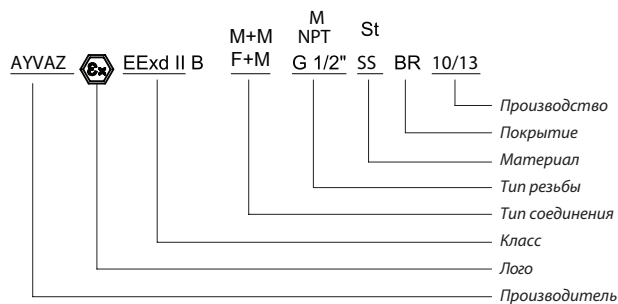 M
St
M+M
NPT
AYVAZ Ex EExd II B F+M G 1/2" SS BR 10/13
Производство
Покрытие
Материал
Тип резьбы
Тип соединения
Класс
Лого
Производитель